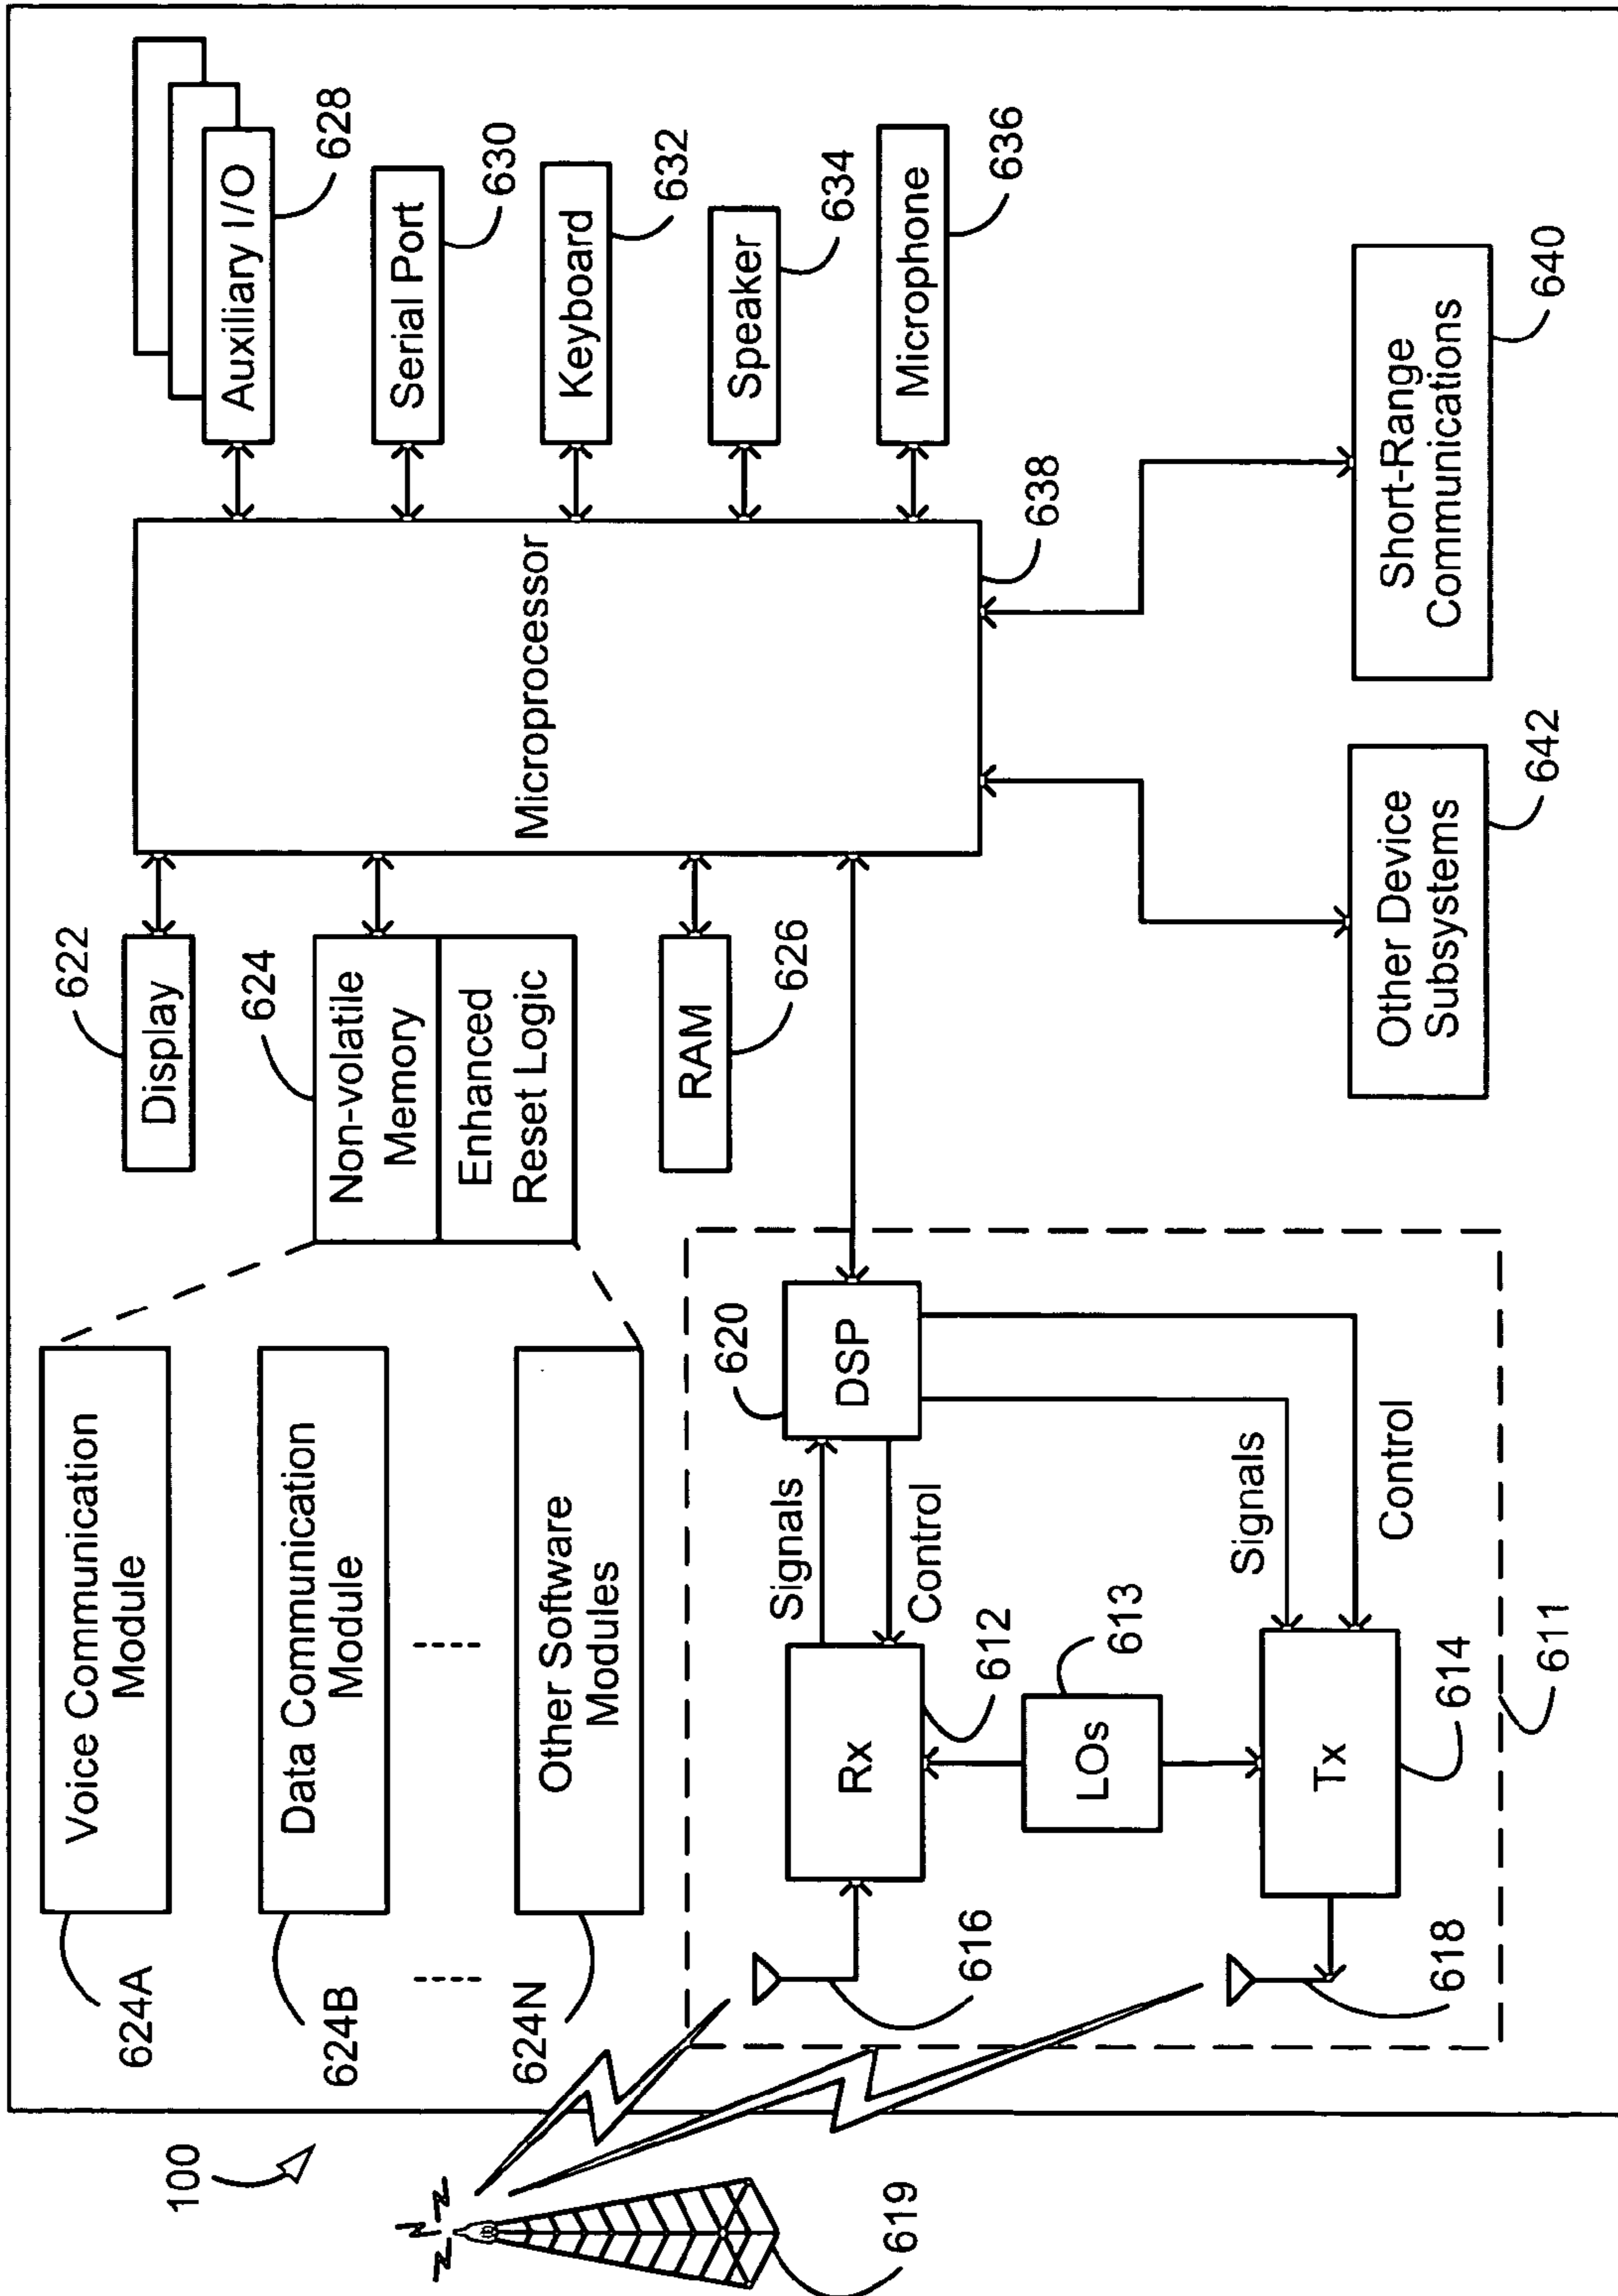 100
619
624A
Voice Communication
Module
624B
Data Communication
Module
624N
Other Software
Modules
622
Display
624
Non-volatile
Memory
Enhanced
Reset Logic
RAM
626
Microprocessor
638
Auxiliary I/O
628
Serial Port
630
Keyboard
632
Speaker
634
Microphone
636
616
Rx
612
Signals
Control
620
DSP
LOs
613
618
Tx
614
Signals
Control
611
Other Device
Subsystems
642
Short-Range
Communications
640